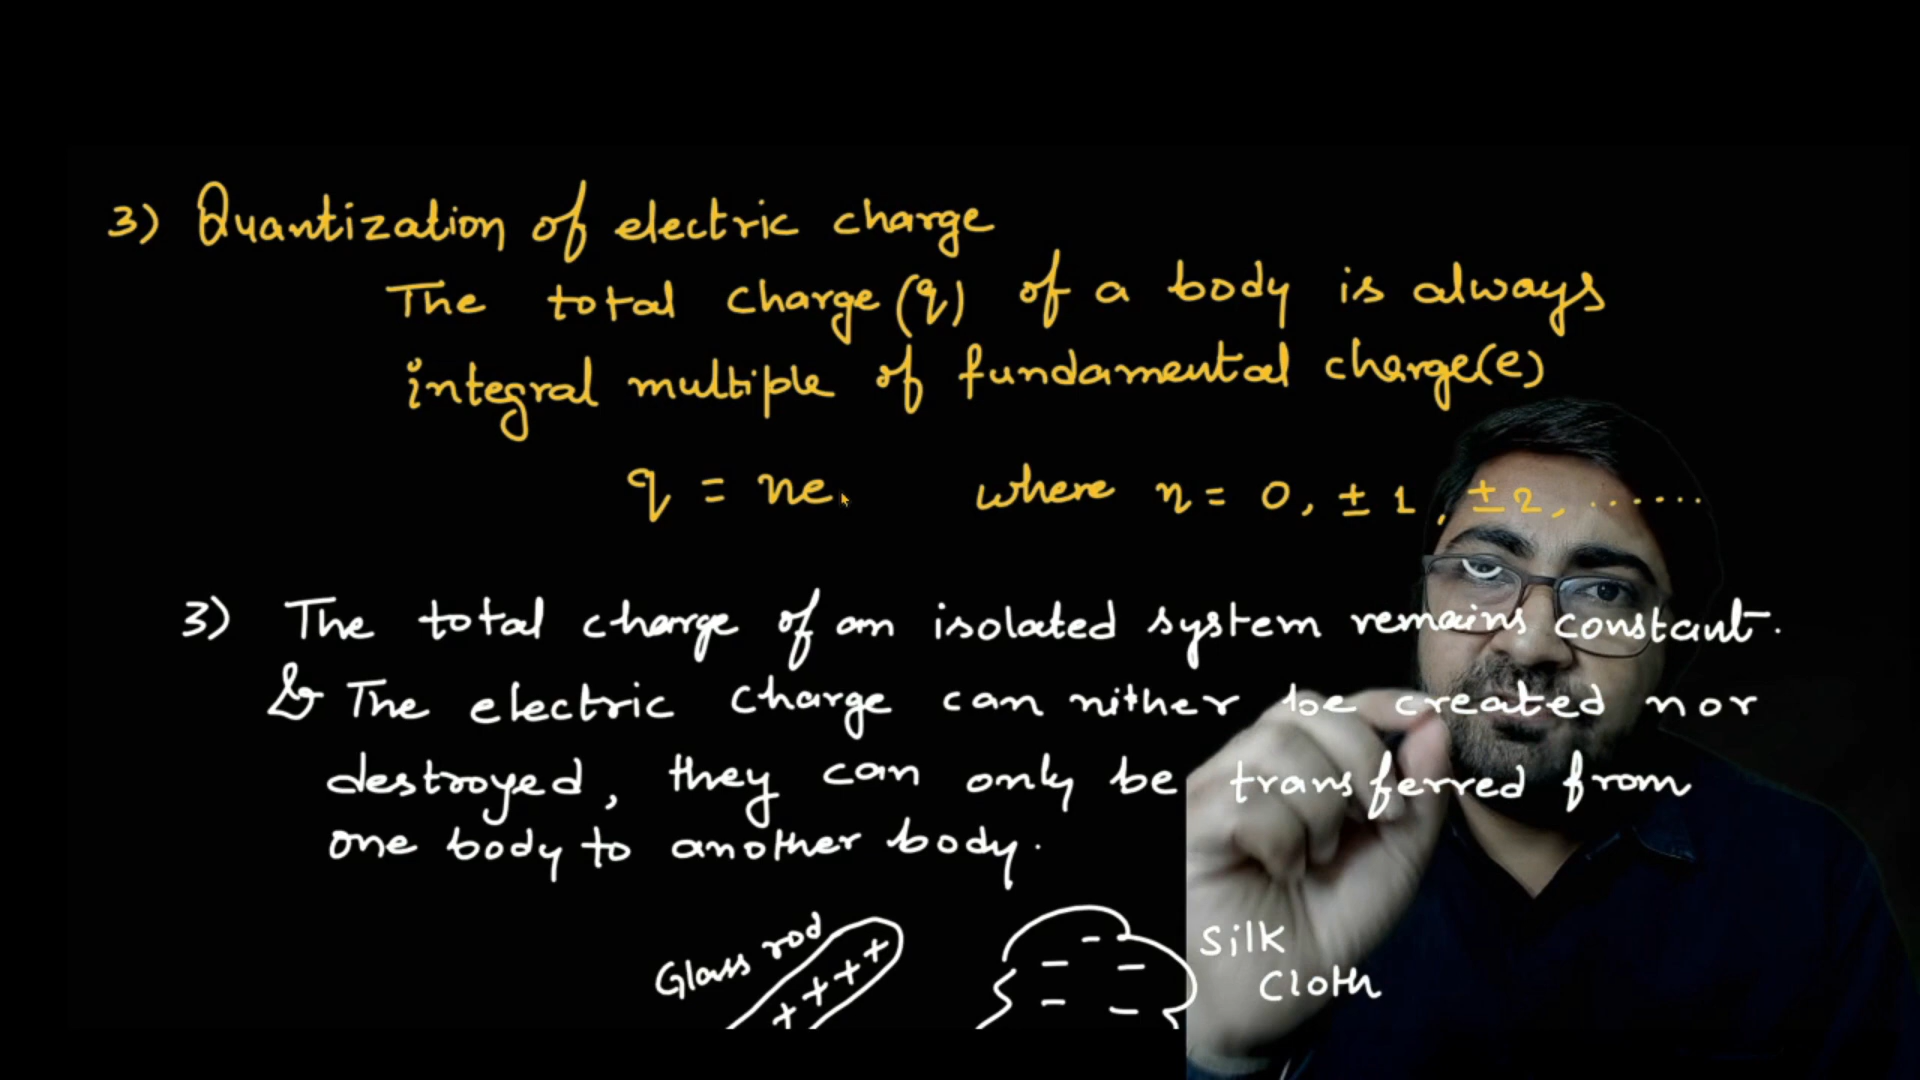 3) Quantization of electric charge
The total charge (q) of a body is always
integral multiple of fundamental charge(e)
q = ne. where n = 0, ± 1, ± 2, ......
3) The total charge of an isolated system remains constant.
& The electric charge can nither be created nor
destroyed, they can only be transferred from
one body to another body.
Glass rod
+ + + +
- - - - -
Silk
Cloth